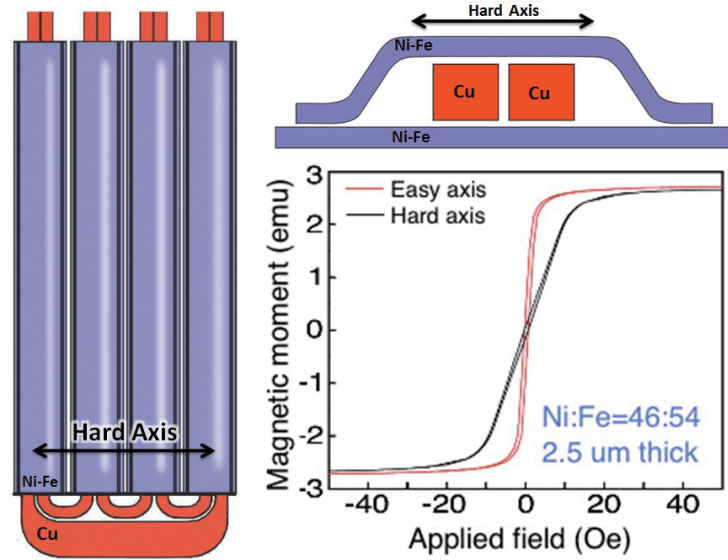 Hard Axis
Ni-Fe
Cu
Hard Axis
Ni-Fe
Cu
Cu
Ni-Fe
Magnetic moment (emu)
3
2
1
0
-1
-2
-3
Easy axis
Hard axis
Ni:Fe=46:54
2.5 um thick
-40
-20
0
20
40
Applied field (Oe)